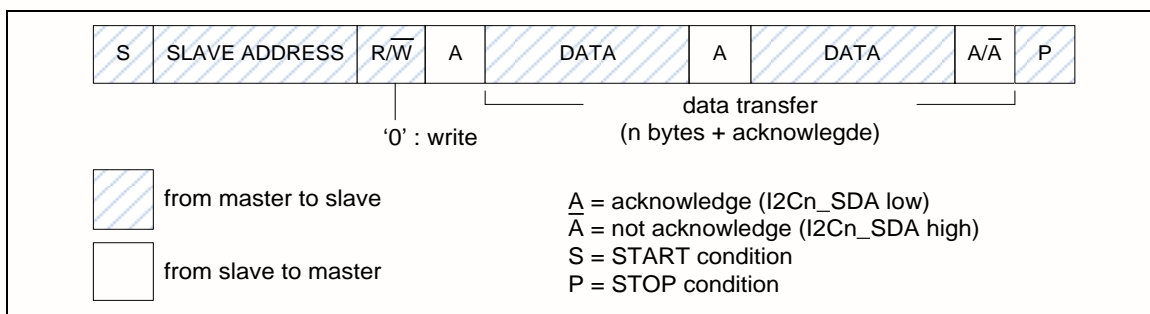 S SLAVE ADDRESS R/W̅ A DATA A DATA A/A̅ P
data transfer
(n bytes + acknowlegde)
‘0’ : write
from master to slave
from slave to master
A = acknowledge (I2Cn_SDA low)
A̅ = not acknowledge (I2Cn_SDA high)
S = START condition
P = STOP condition